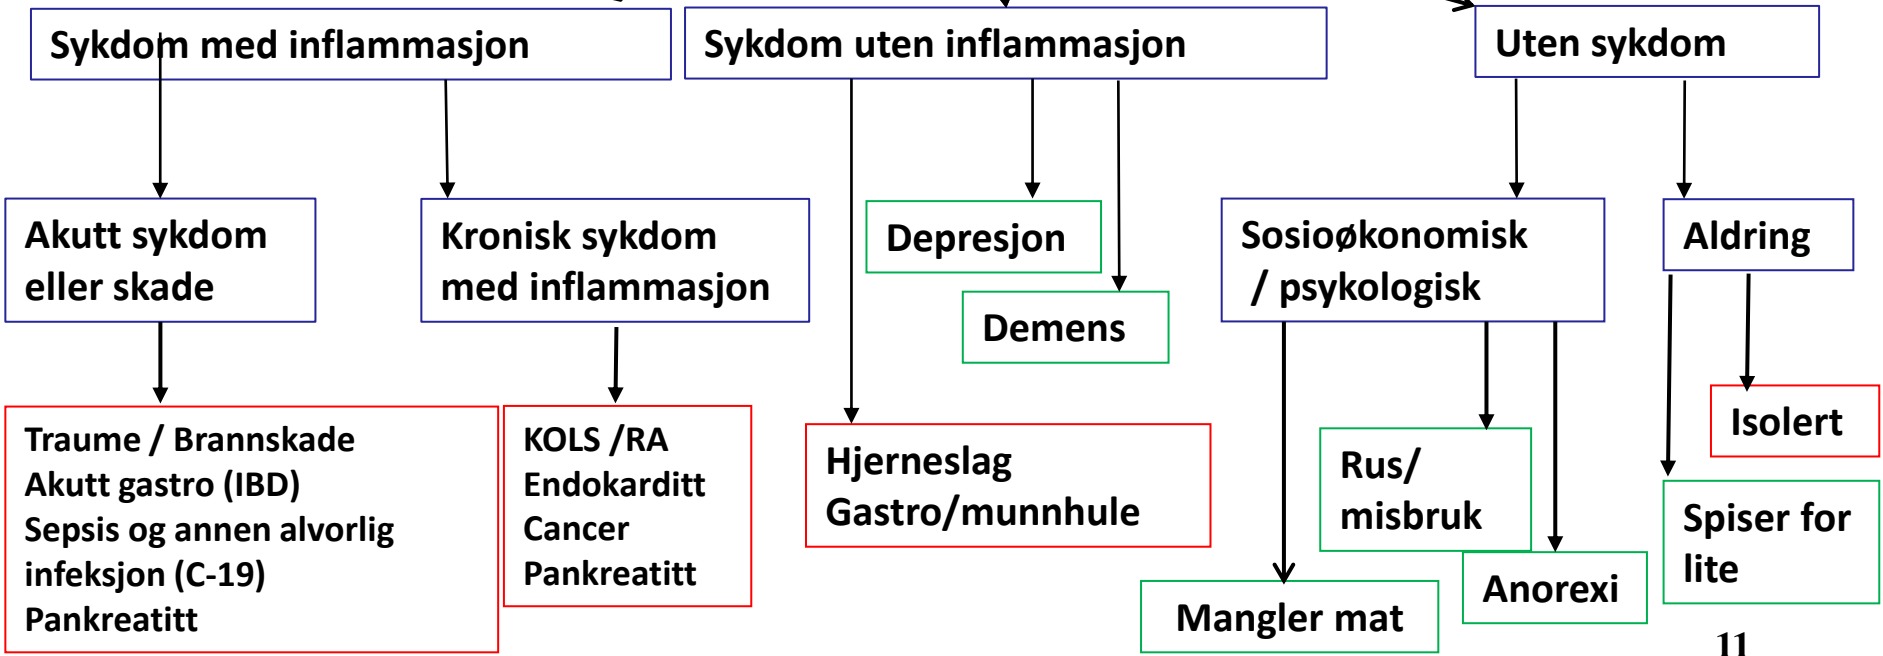 Sykdom med inflammasjon
Sykdom uten inflammasjon
Uten sykdom
Akutt sykdom
eller skade
Kronisk sykdom
med inflammasjon
Depresjon
Demens
Sosioøkonomisk
/ psykologisk
Aldring
Traume / Brannskade
Akutt gastro (IBD)
Sepsis og annen alvorlig
infeksjon (C-19)
Pankreatitt
KOLS /RA
Endokarditt
Cancer
Pankreatitt
Hjerneslag
Gastro/munnhule
Rus/
misbruk
Isolert
Spiser for
lite
Anorexi
Mangler mat
11